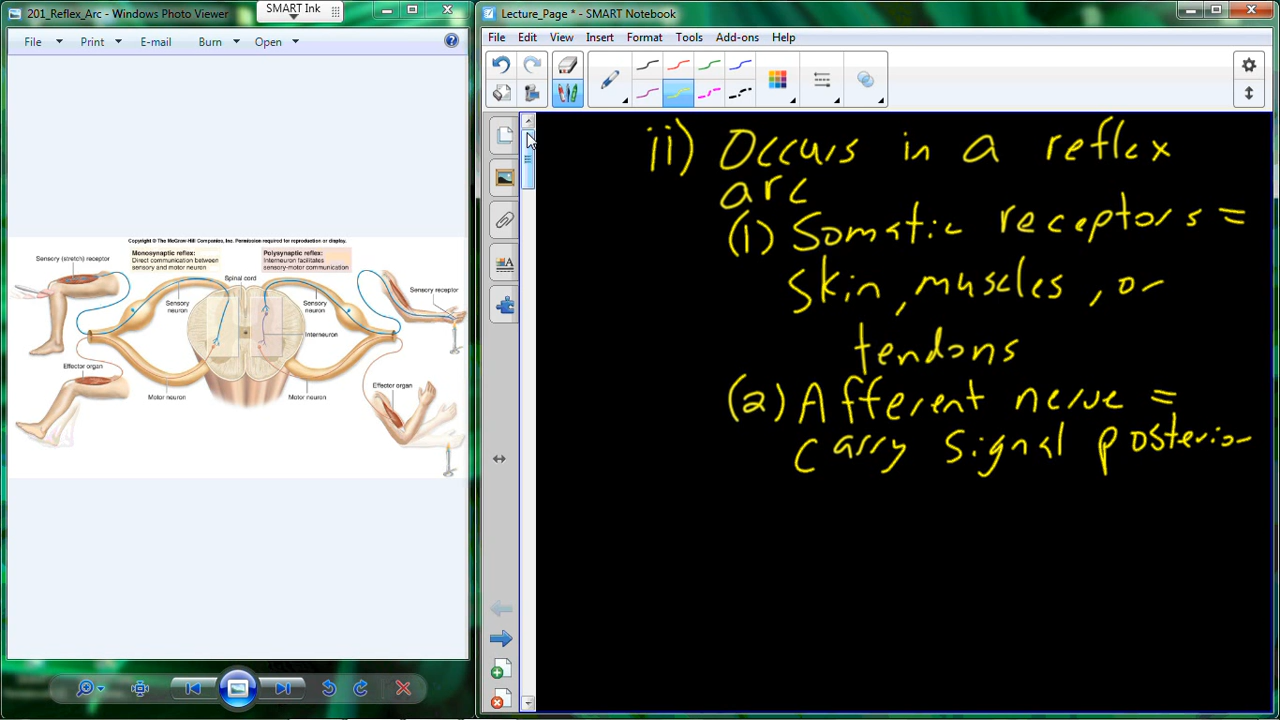 201_Reflex_Arc - Windows Photo Viewer
SMART Ink
File Print E-mail Burn Open
Copyright © The McGraw-Hill Companies, Inc. Permission required for reproduction or display.
Sensory (stretch) receptor
Monosynaptic reflex:
Direct communication between
sensory and motor neuron
Polysynaptic reflex:
Interneuron facilitates
sensory-motor communication
Spinal cord
Sensory
neuron
Sensory
neuron
Sensory receptor
Interneuron
Effector organ
Motor neuron
Motor neuron
Effector organ
Lecture_Page * - SMART Notebook
File Edit View Insert Format Tools Add-ons Help
ii) Occurs in a reflex
arc
(1) Somatic receptors =
skin, muscles, or
tendons
(2) Afferent nerve =
carry signal posterior